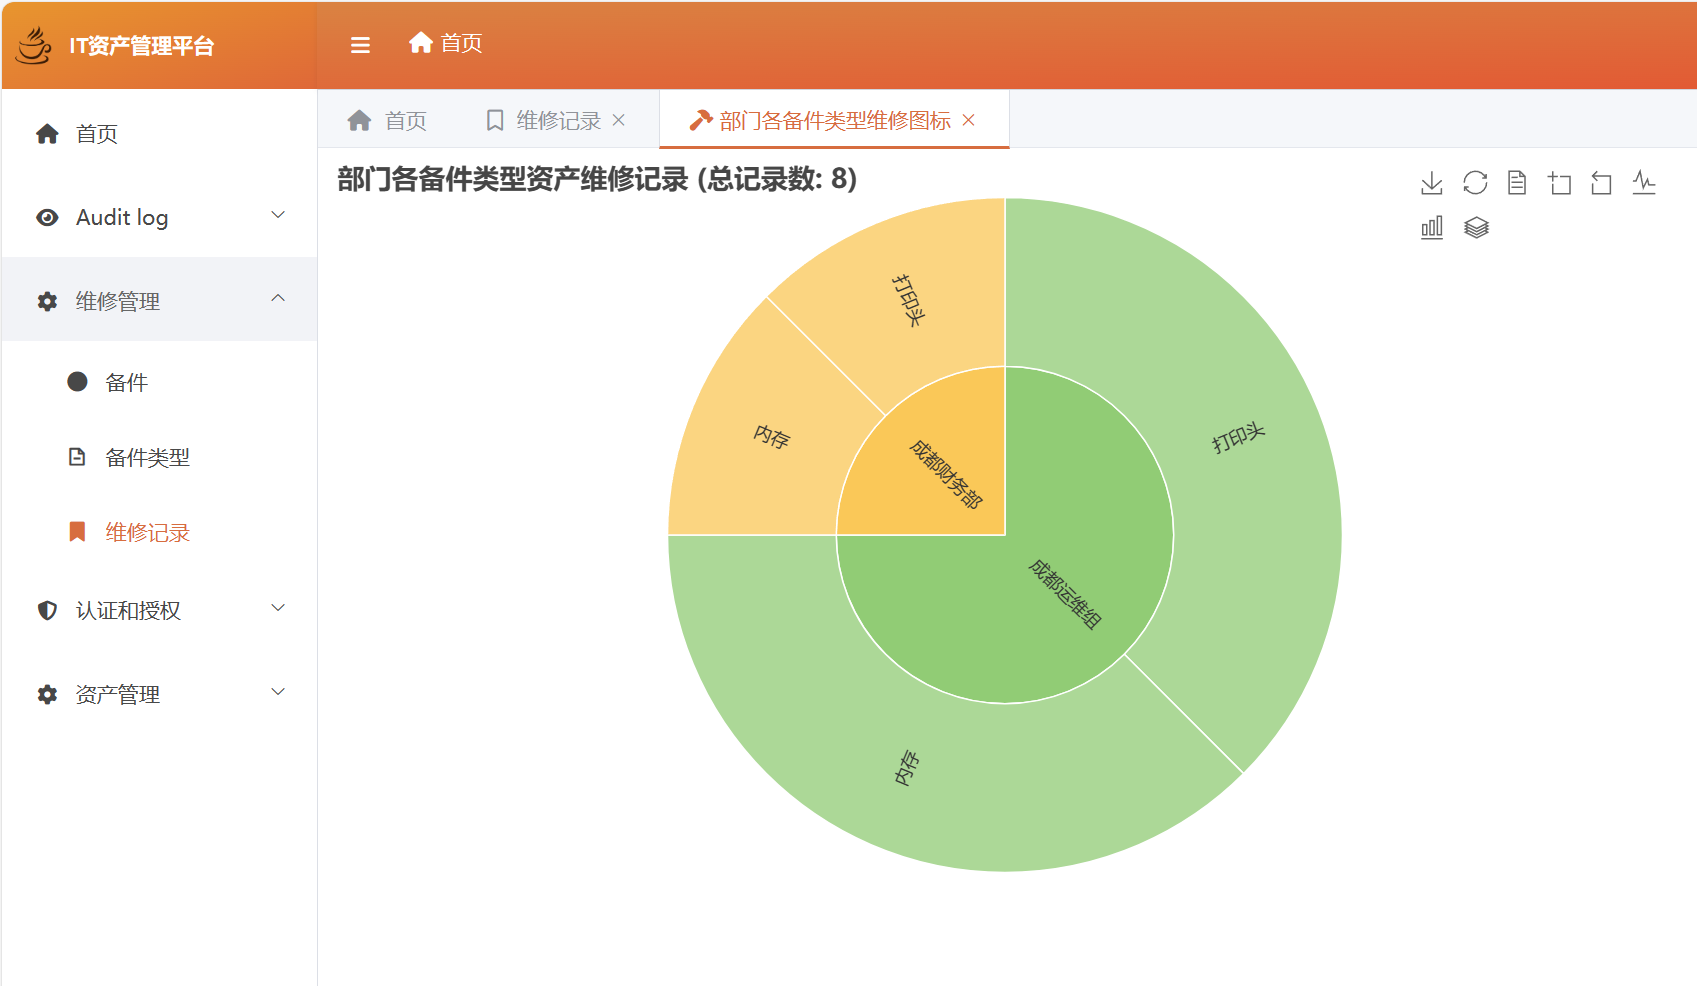 IT资产管理平台
首页
首页
Audit log
维修管理
备件
备件类型
维修记录
认证和授权
资产管理
首页
维修记录
部门各备件类型维修图标
部门各备件类型资产维修记录 (总记录数: 8)
打印头
内存
成都财务部
打印头
成都运维组
内存